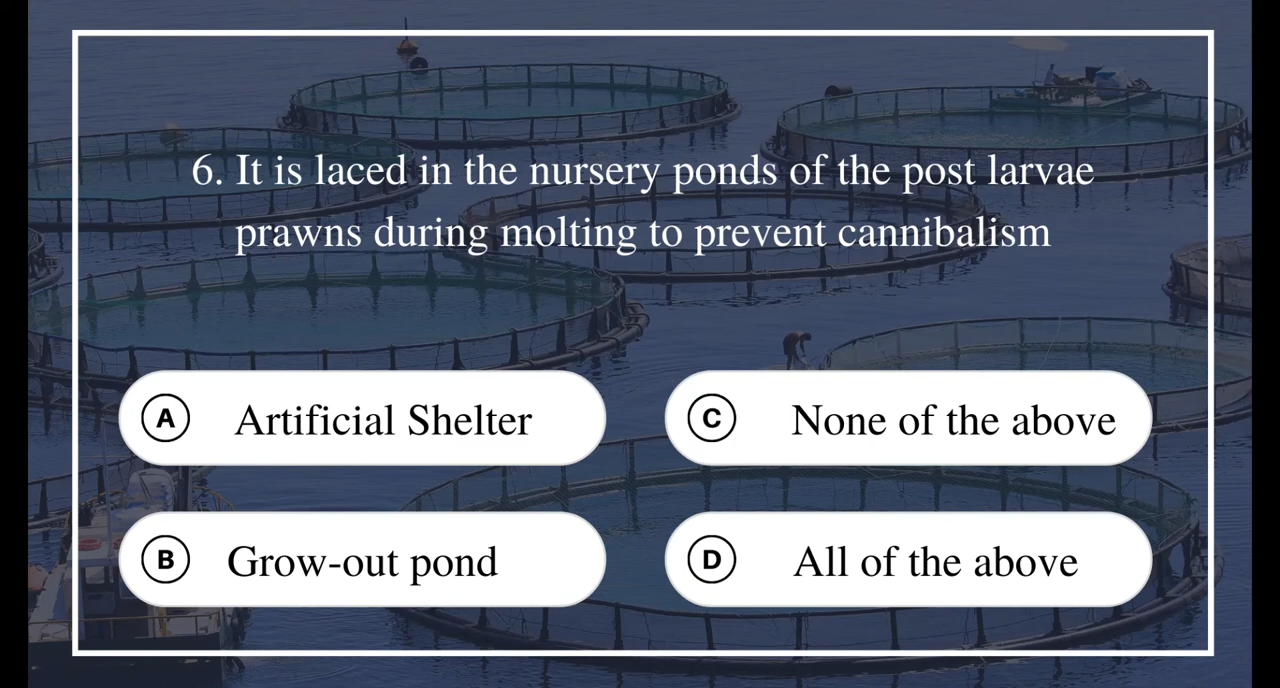 6. It is laced in the nursery ponds of the post larvae
prawns during molting to prevent cannibalism
A Artificial Shelter
B Grow-out pond
C None of the above
D All of the above